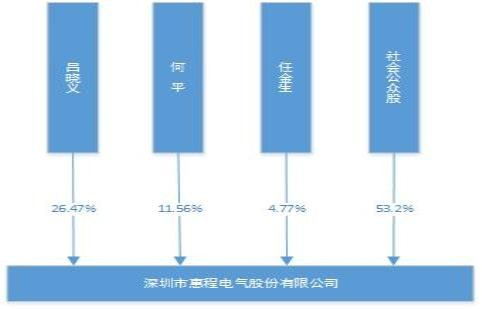 吕晓义
何平
任金生
社会公众股
26.47%
11.56%
4.77%
53.2%
深圳市惠程电气股份有限公司